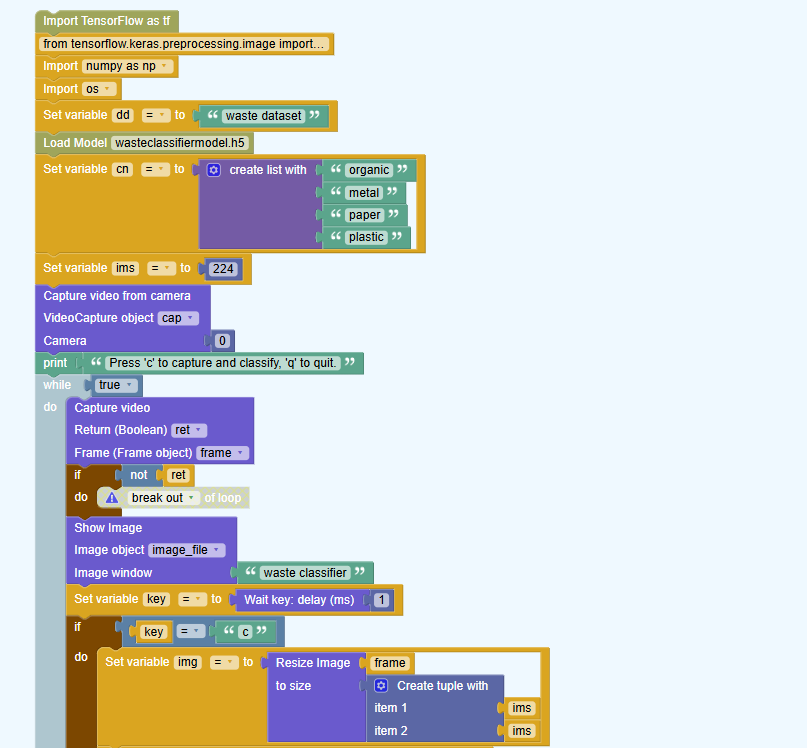 Import TensorFlow as tf
from tensorflow.keras.preprocessing.image import...
Import numpy as np
Import os
Set variable dd = to “ waste dataset ”
Load Model wasteclassifiermodel.h5
Set variable cn = to create list with “ organic ”
“ metal ”
“ paper ”
“ plastic ”
Set variable ims = to 224
Capture video from camera
VideoCapture object cap
Camera 0
print “ Press 'c' to capture and classify, 'q' to quit. ”
while true
do Capture video
Return (Boolean) ret
Frame (Frame object) frame
if not ret
do break out of loop
Show Image
Image object image_file
Image window “ waste classifier ”
Set variable key = to Wait key: delay (ms) 1
if key = “ c ”
do Set variable img = to Resize Image frame
to size Create tuple with
item 1 ims
item 2 ims